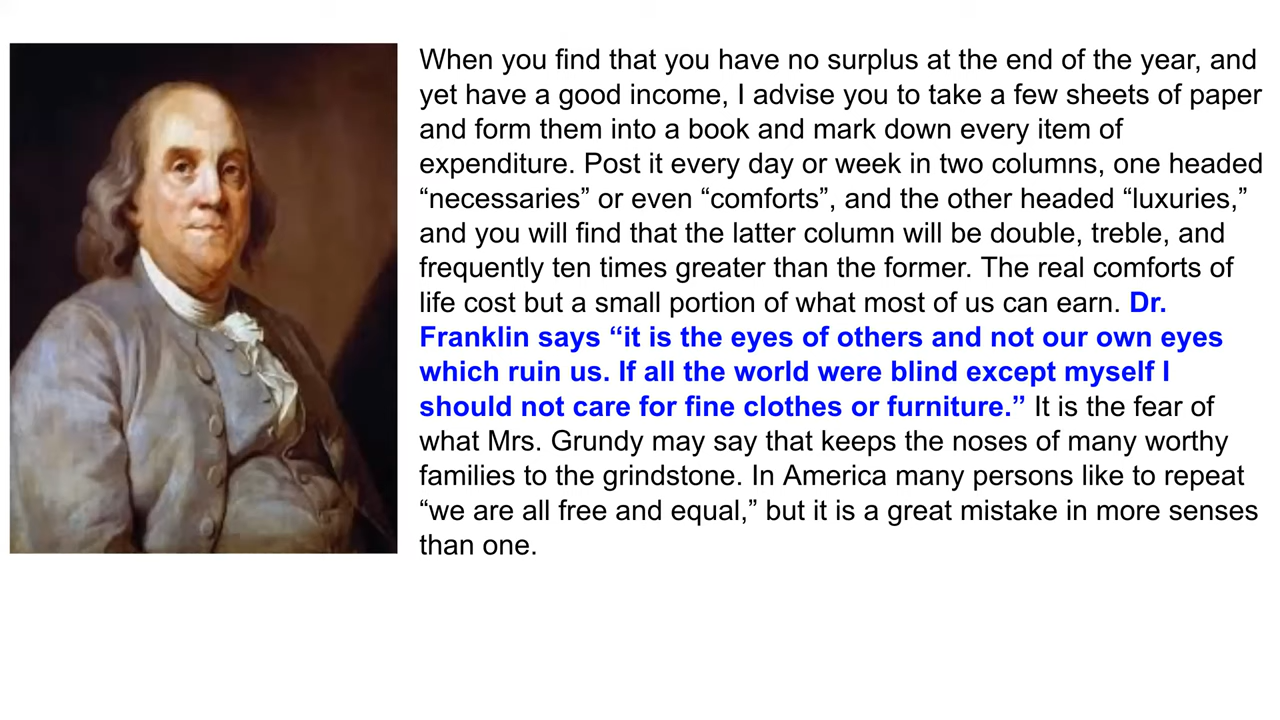 When you find that you have no surplus at the end of the year, and
yet have a good income, I advise you to take a few sheets of paper
and form them into a book and mark down every item of
expenditure. Post it every day or week in two columns, one headed
“necessaries” or even “comforts”, and the other headed “luxuries,”
and you will find that the latter column will be double, treble, and
frequently ten times greater than the former. The real comforts of
life cost but a small portion of what most of us can earn. Dr.
Franklin says “it is the eyes of others and not our own eyes
which ruin us. If all the world were blind except myself I
should not care for fine clothes or furniture.” It is the fear of
what Mrs. Grundy may say that keeps the noses of many worthy
families to the grindstone. In America many persons like to repeat
“we are all free and equal,” but it is a great mistake in more senses
than one.